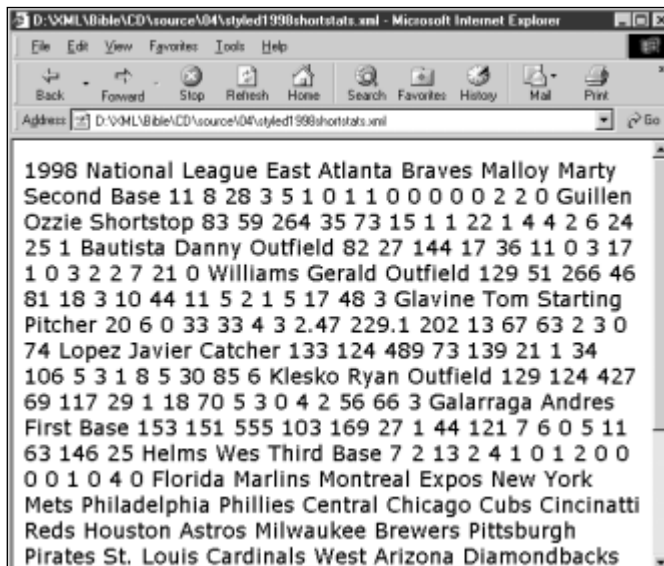 D:\XML\Bible\CD\source\04\styled1998shortstats.xml - Microsoft Internet Explorer
File Edit View Favorites Tools Help
Back Forward Stop Refresh Home Search Favorites History Mail Print
Address D:\XML\Bible\CD\source\04\styled1998shortstats.xml Go
1998 National League East Atlanta Braves Malloy Marty
Second Base 11 8 28 3 5 1 0 1 1 0 0 0 0 0 2 2 0 Guillen
Ozzie Shortstop 83 59 264 35 73 15 1 1 22 1 4 4 2 6 24
25 1 Bautista Danny Outfield 82 27 144 17 36 11 0 3 17
1 0 3 2 2 7 21 0 Williams Gerald Outfield 129 51 266 46
81 18 3 10 44 11 5 2 1 5 17 48 3 Glavine Tom Starting
Pitcher 20 6 0 33 33 4 3 2.47 229.1 202 13 67 63 2 3 0
74 Lopez Javier Catcher 133 124 489 73 139 21 1 34
106 5 3 1 8 5 30 85 6 Klesko Ryan Outfield 129 124 427
69 117 29 1 18 70 5 3 0 4 2 56 66 3 Galarraga Andres
First Base 153 151 555 103 169 27 1 44 121 7 6 0 5 11
63 146 25 Helms Wes Third Base 7 2 13 2 4 1 0 1 2 0 0
0 0 1 0 4 0 Florida Marlins Montreal Expos New York
Mets Philadelphia Phillies Central Chicago Cubs Cincinatti
Reds Houston Astros Milwaukee Brewers Pittsburgh
Pirates St. Louis Cardinals West Arizona Diamondbacks